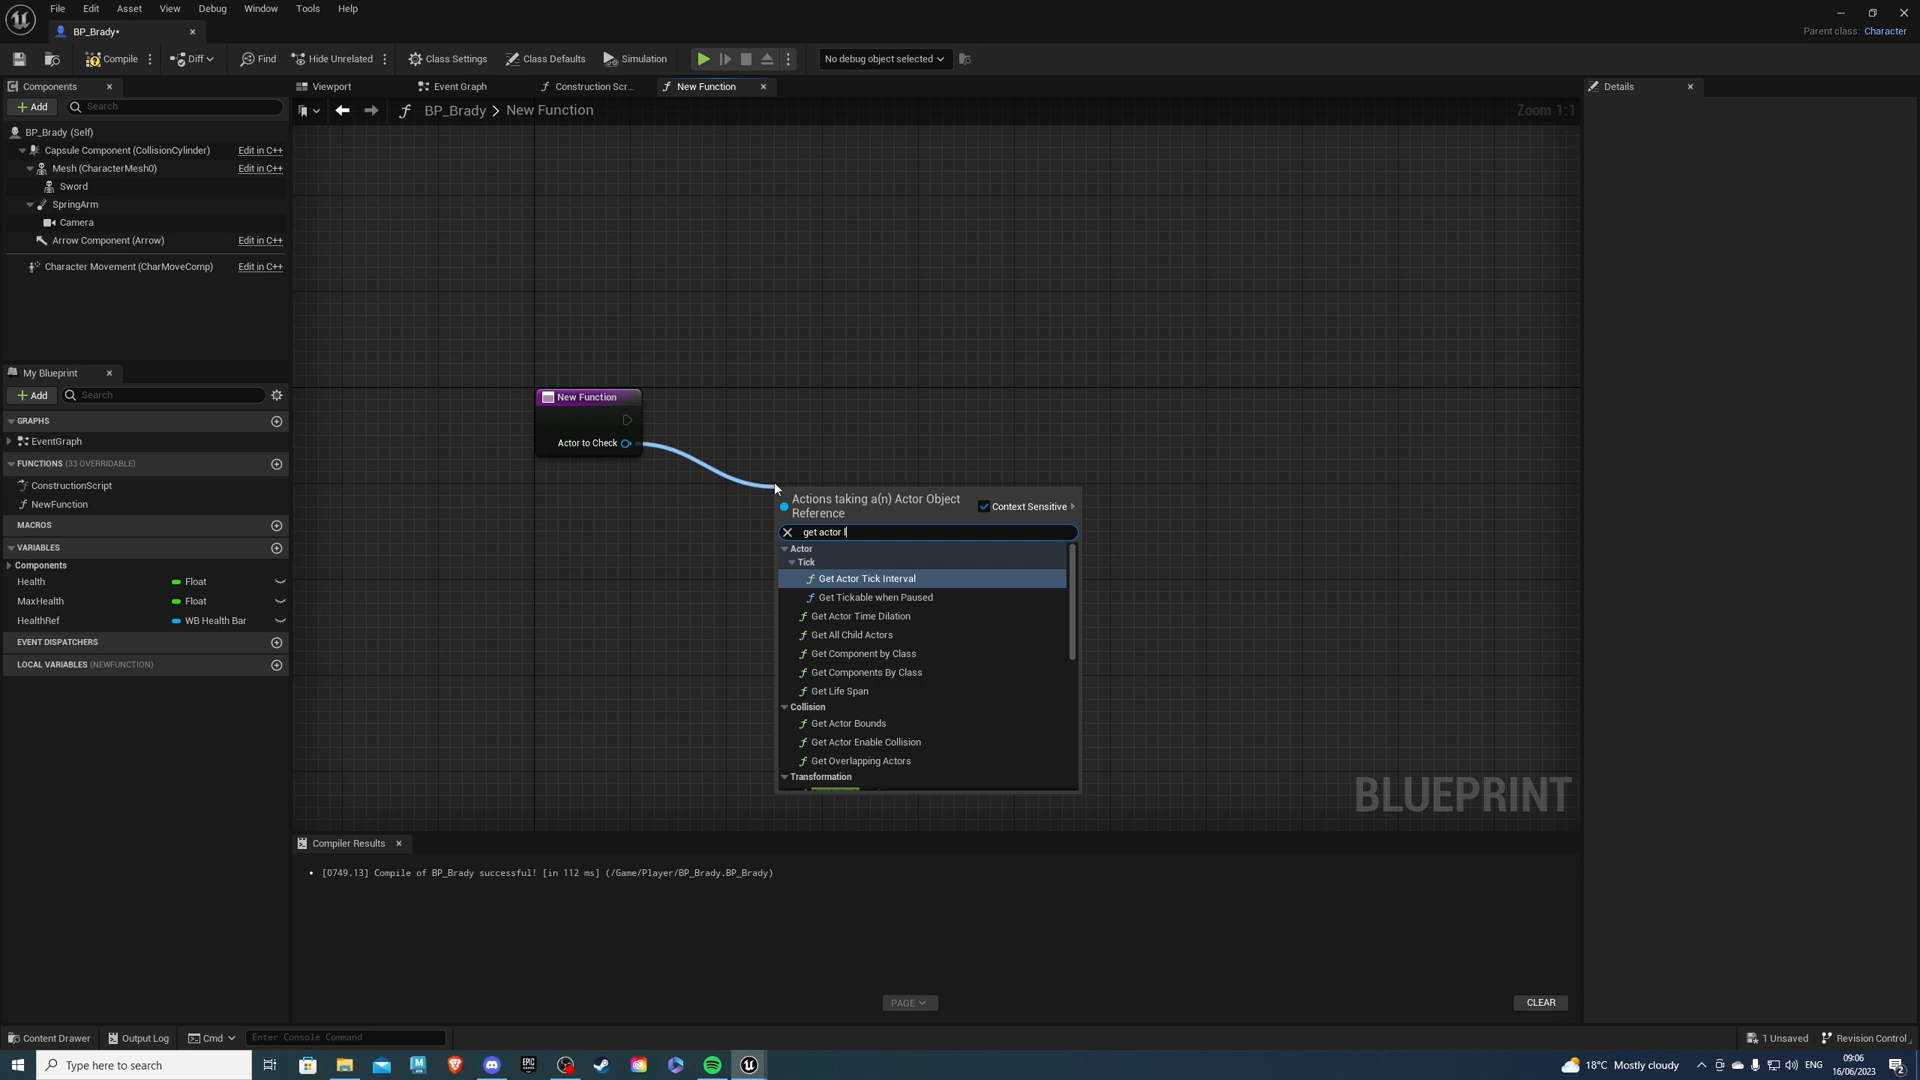 File Edit Asset View Debug Window Tools Help
BP_Brady•
Parent class: Character
Compile Diff Find Hide Unrelated Class Settings Class Defaults Simulation No debug object selected
Components
Viewport Event Graph Construction Scr... New Function
Details
Add Search
BP_Brady > New Function
Zoom 1:1
BP_Brady (Self)
Capsule Component (CollisionCylinder) Edit in C++
Mesh (CharacterMesh0) Edit in C++
Sword
SpringArm
Camera
Arrow Component (Arrow) Edit in C++
Character Movement (CharMoveComp) Edit in C++
My Blueprint
Add Search
GRAPHS
EventGraph
FUNCTIONS (33 OVERRIDABLE)
ConstructionScript
NewFunction
MACROS
VARIABLES
Components
Health Float
MaxHealth Float
HealthRef WB Health Bar
EVENT DISPATCHERS
LOCAL VARIABLES (NEWFUNCTION)
New Function
Actor to Check
Actions taking a(n) Actor Object
Reference
Context Sensitive
get actor l
Actor
Tick
Get Actor Tick Interval
Get Tickable when Paused
Get Actor Time Dilation
Get All Child Actors
Get Component by Class
Get Components By Class
Get Life Span
Collision
Get Actor Bounds
Get Actor Enable Collision
Get Overlapping Actors
Transformation
BLUEPRINT
Compiler Results
• [0749.13] Compile of BP_Brady successful! [in 112 ms] (/Game/Player/BP_Brady.BP_Brady)
PAGE
CLEAR
Content Drawer Output Log Cmd Enter Console Command
1 Unsaved Revision Control
Type here to search
18°C Mostly cloudy
ENG
09:06
16/06/2023
2